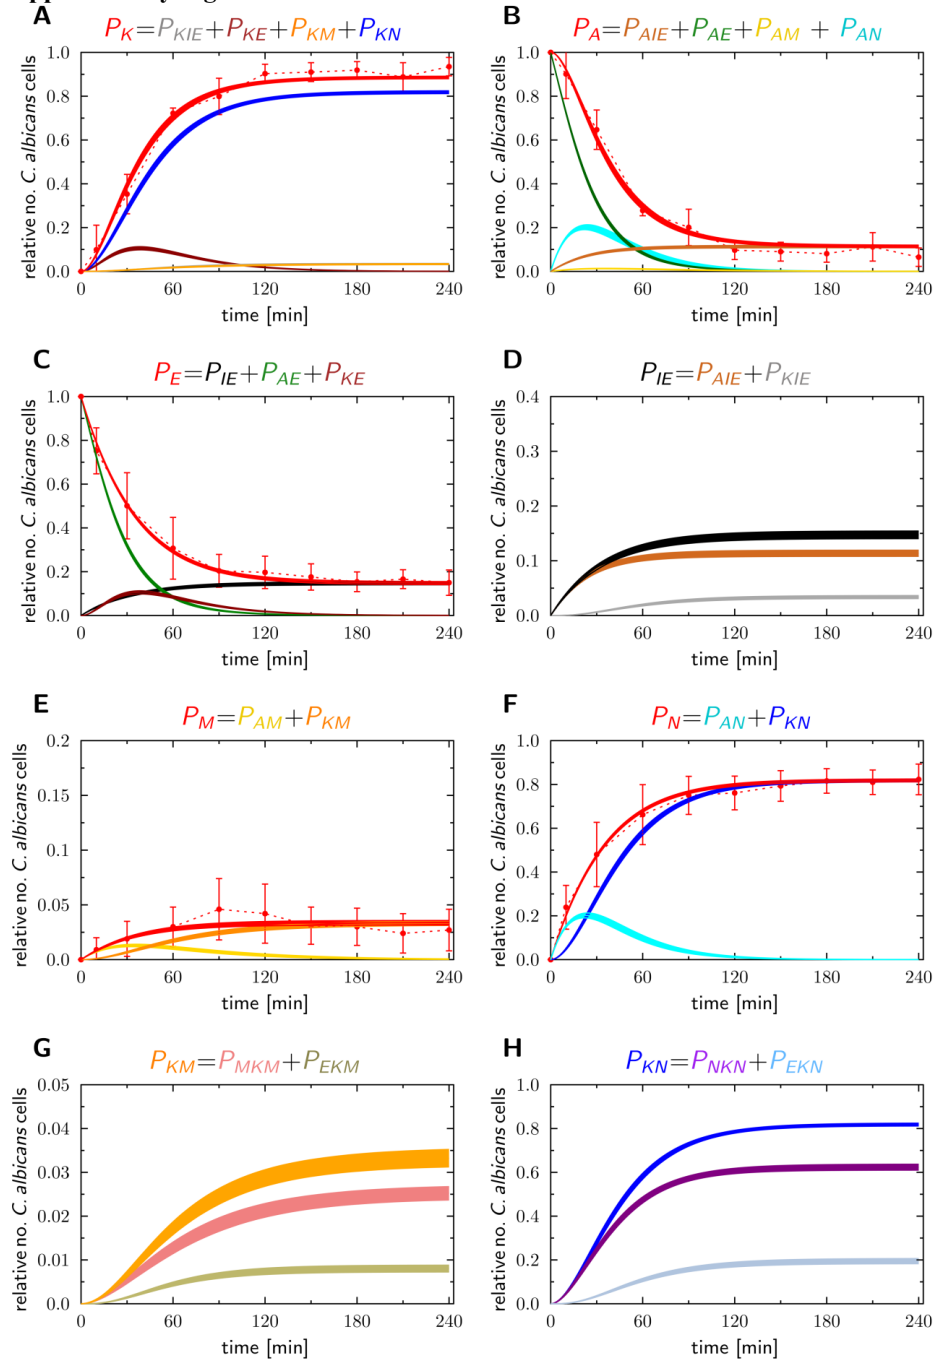 A
P_K=P_KIE+P_KE+P_KM+P_KN
relative no. C. albicans cells
1.0
0.8
0.6
0.4
0.2
0.0
0 60 120 180 240
time [min]
B
P_A=P_AIE+P_AE+P_AM + P_AN
relative no. C. albicans cells
1.0
0.8
0.6
0.4
0.2
0.0
0 60 120 180 240
time [min]
C
P_E=P_IE+P_AE+P_KE
relative no. C. albicans cells
1.0
0.8
0.6
0.4
0.2
0.0
0 60 120 180 240
time [min]
D
P_IE=P_AIE+P_KIE
relative no. C. albicans cells
0.4
0.3
0.2
0.1
0.0
0 60 120 180 240
time [min]
E
P_M=P_AM+P_KM
relative no. C. albicans cells
0.2
0.15
0.1
0.05
0.0
0 60 120 180 240
time [min]
F
P_N=P_AN+P_KN
relative no. C. albicans cells
1.0
0.8
0.6
0.4
0.2
0.0
0 60 120 180 240
time [min]
G
P_KM=P_MKM+P_EKM
relative no. C. albicans cells
0.05
0.04
0.03
0.02
0.01
0.0
0 60 120 180 240
time [min]
H
P_KN=P_NKN+P_EKN
relative no. C. albicans cells
1.0
0.8
0.6
0.4
0.2
0.0
0 60 120 180 240
time [min]